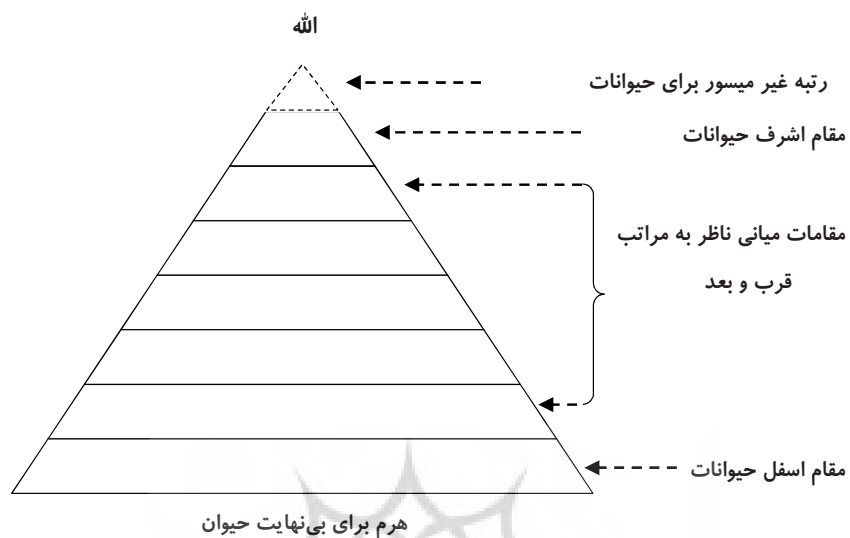 الله
رتبه غیر میسور برای حیوانات
مقام اشرف حیوانات
مقامات میانی ناظر به مراتب
قرب و بعد
مقام اسفل حیوانات
هرم برای بی‌نهایت حیوان